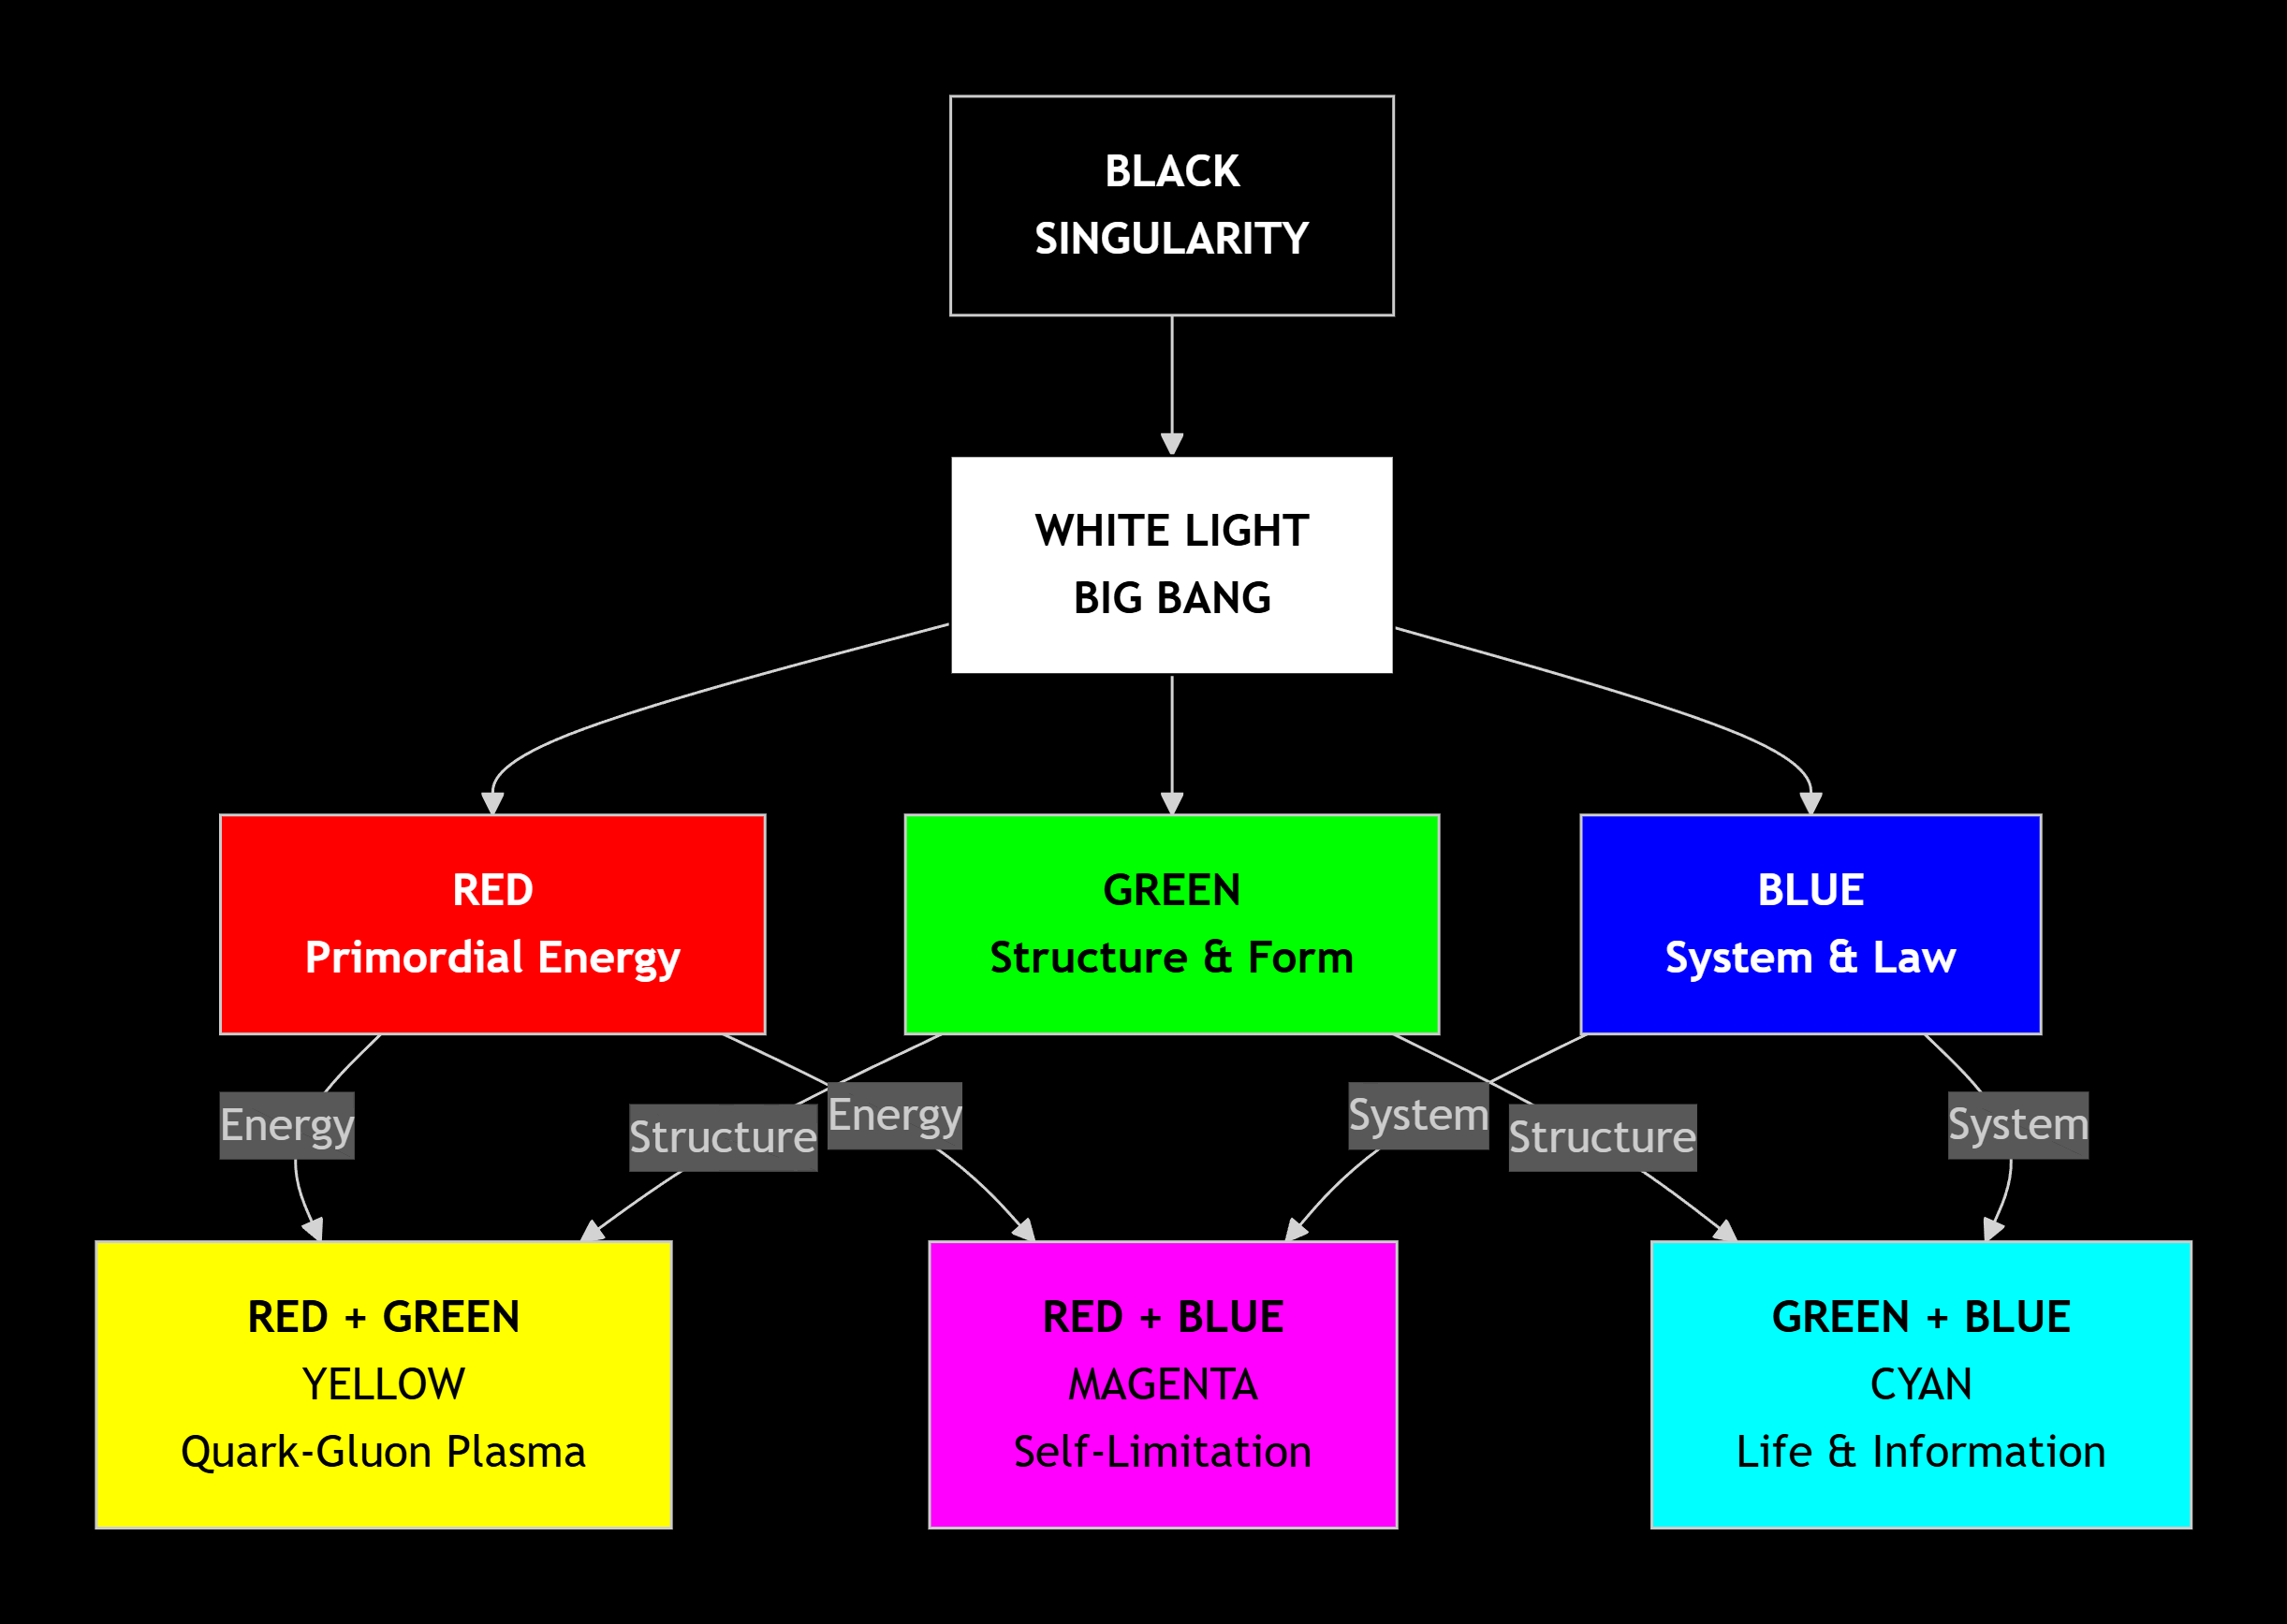 BLACK
SINGULARITY
WHITE LIGHT
BIG BANG
RED
Primordial Energy
GREEN
Structure & Form
BLUE
System & Law
Energy
Structure
Energy
System
Structure
System
RED + GREEN
YELLOW
Quark-Gluon Plasma
RED + BLUE
MAGENTA
Self-Limitation
GREEN + BLUE
CYAN
Life & Information